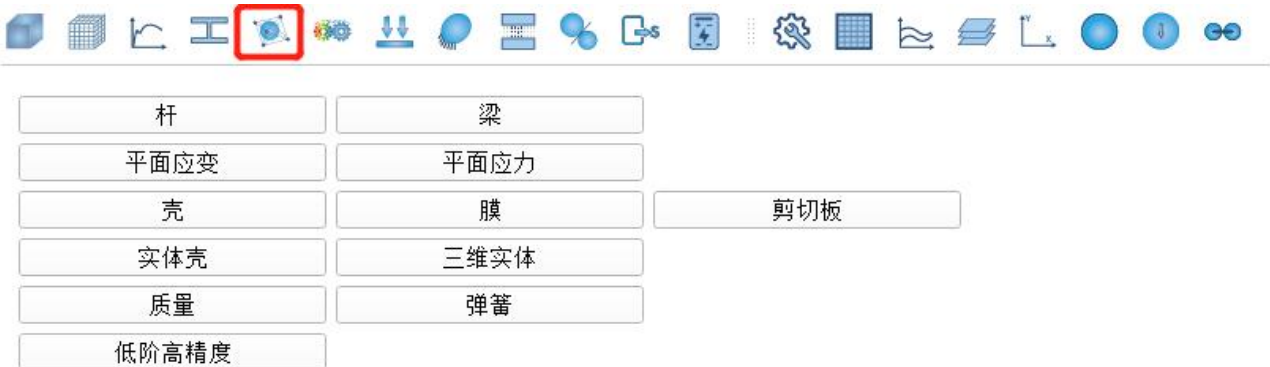 杆 梁
平面应变 平面应力
壳 膜 剪切板
实体壳 三维实体
质量 弹簧
低阶高精度